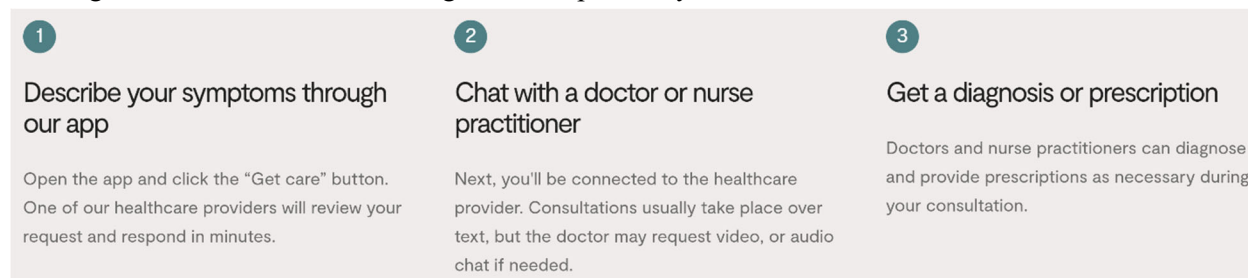 1
Describe your symptoms through
our app
Open the app and click the “Get care” button.
One of our healthcare providers will review your
request and respond in minutes.
2
Chat with a doctor or nurse
practitioner
Next, you'll be connected to the healthcare
provider. Consultations usually take place over
text, but the doctor may request video, or audio
chat if needed.
3
Get a diagnosis or prescription
Doctors and nurse practitioners can diagnose
and provide prescriptions as necessary during
your consultation.